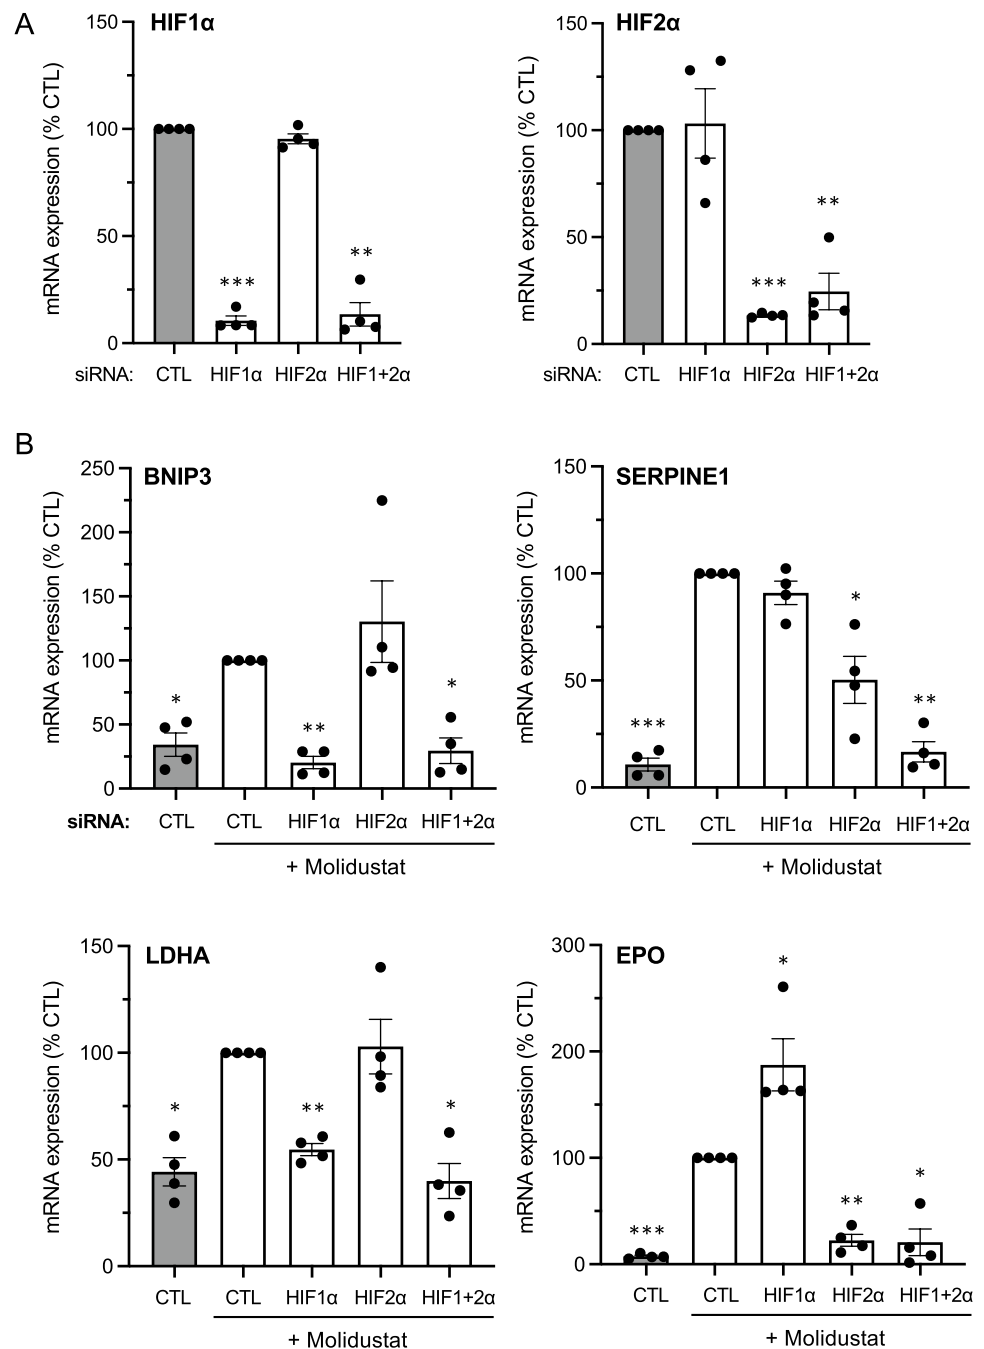 A
HIF1α
mRNA expression (% CTL)
150
100
50
0
***
**
siRNA: CTL HIF1α HIF2α HIF1+2α
HIF2α
mRNA expression (% CTL)
150
100
50
0
***
**
siRNA: CTL HIF1α HIF2α HIF1+2α
B
BNIP3
mRNA expression (% CTL)
250
200
150
100
50
0
*
**
*
siRNA: CTL CTL HIF1α HIF2α HIF1+2α
+ Molidustat
SERPINE1
mRNA expression (% CTL)
150
100
50
0
***
*
**
CTL CTL HIF1α HIF2α HIF1+2α
+ Molidustat
LDHA
mRNA expression (% CTL)
150
100
50
0
*
**
*
CTL CTL HIF1α HIF2α HIF1+2α
+ Molidustat
EPO
mRNA expression (% CTL)
300
200
100
0
***
*
**
*
CTL CTL HIF1α HIF2α HIF1+2α
+ Molidustat